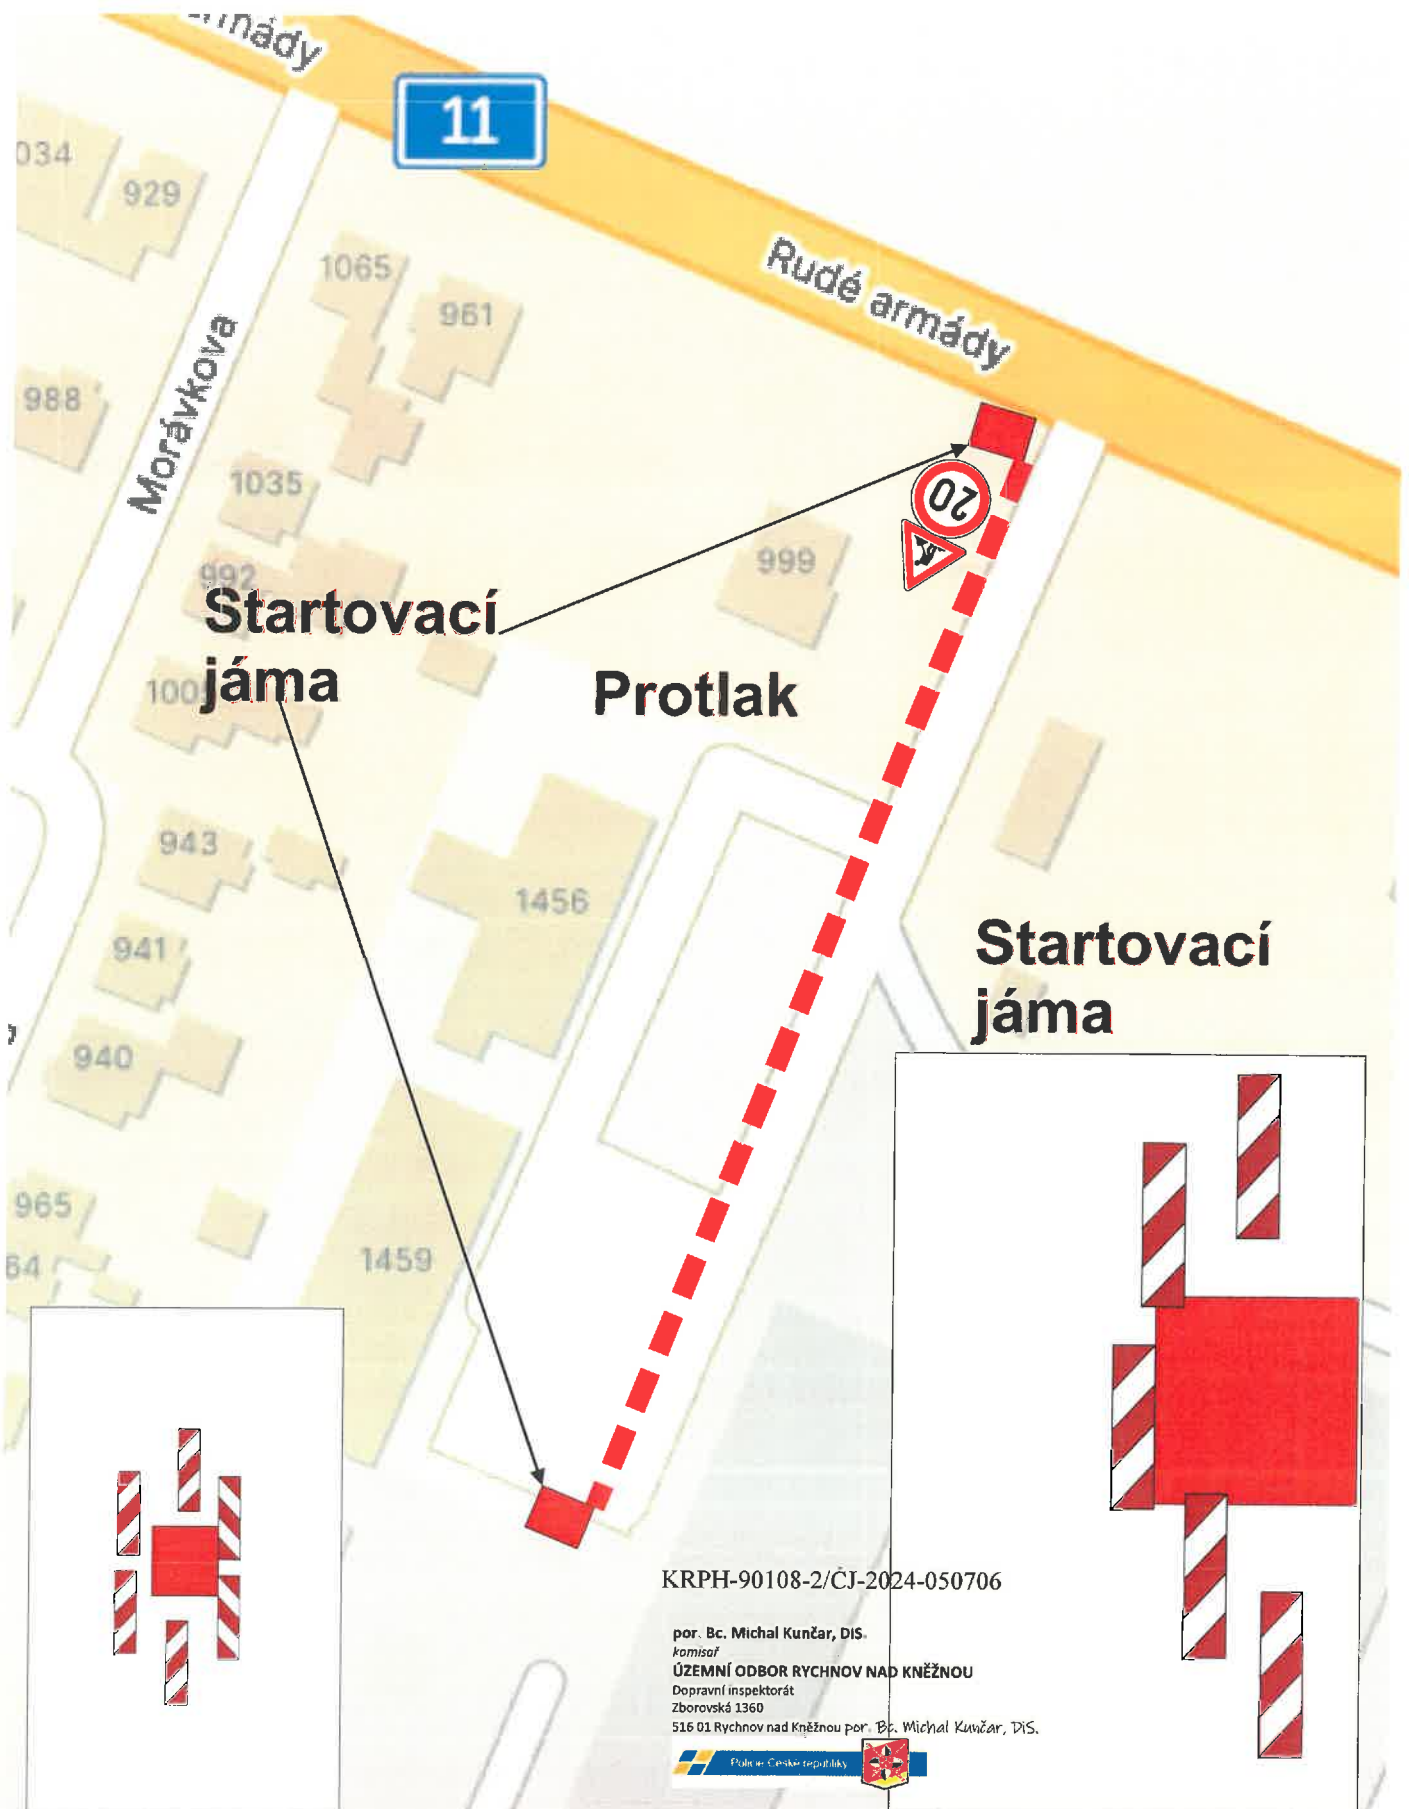 11
Rudé armády
Morávkova
034
929
1065
961
988
1035
992
999
Startovací
jáma
Protlak
20
943
1456
941
940
Startovací
jáma
965
64
1459
KRPH-90108-2/ČJ-2024-050706
por. Bc. Michal Kunčar, DiS.
komisař
ÚZEMNÍ ODBOR RYCHNOV NAD KNĚŽNOU
Dopravní inspektorát
Zborovská 1360
516 01 Rychnov nad Kněžnou por. Bc. Michal Kunčar, DiS.
Policie České republiky